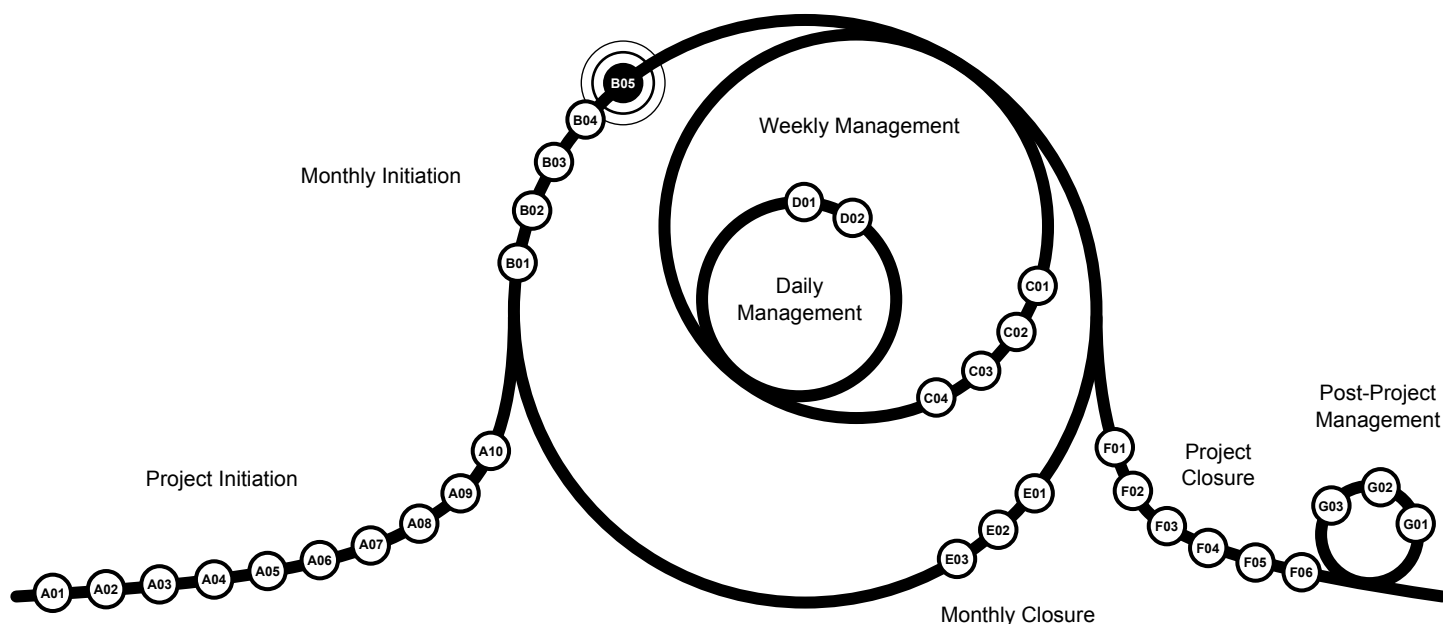 B05
B04
Weekly Management
B03
Monthly Initiation
B02
D01
D02
B01
C01
Daily
Management
C02
C03
C04
Post-Project
Management
A10
F01
Project
Closure
Project Initiation
F02
A09
E01
G02
G03
G01
A08
F03
E02
A07
F04
A06
E03
F05
A05
F06
A04
A03
A02
A01
Monthly Closure